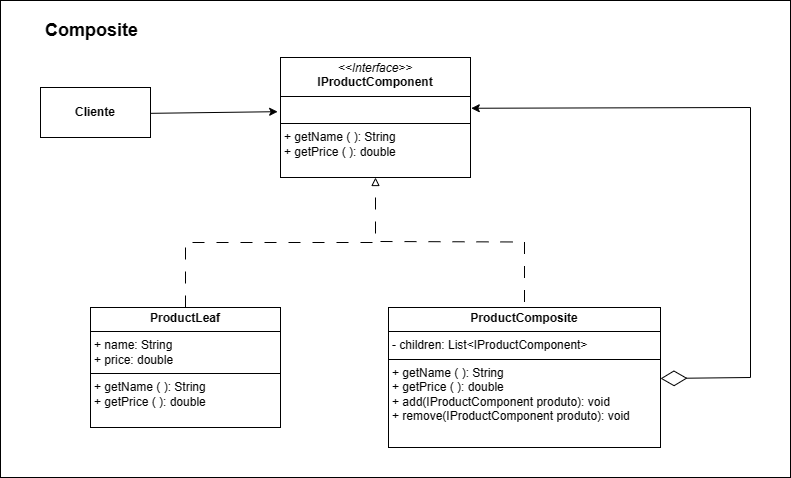 Composite
<<Interface>>
IProductComponent
Cliente
+ getName ( ): String
+ getPrice ( ): double
ProductLeaf
+ name: String
+ price: double
+ getName ( ): String
+ getPrice ( ): double
ProductComposite
- children: List<IProductComponent>
+ getName ( ): String
+ getPrice ( ): double
+ add(IProductComponent produto): void
+ remove(IProductComponent produto): void